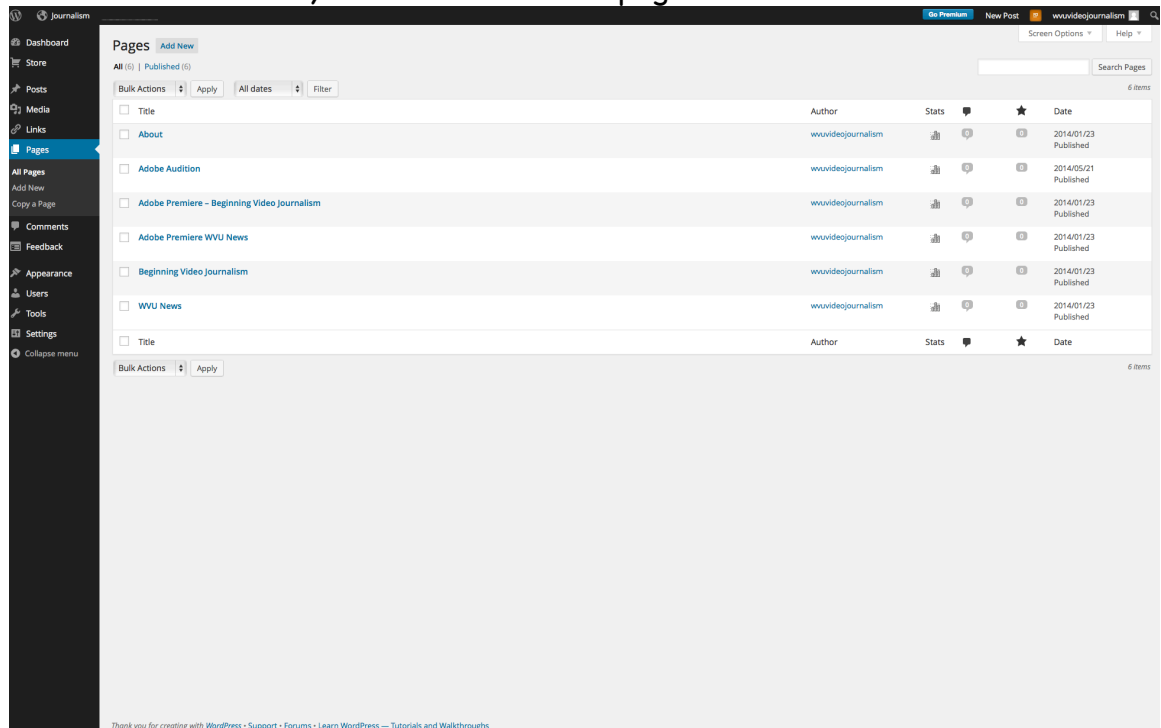 page
Journalism
Go Premium New Post wvuvideojournalism
Dashboard
Store
Posts
Media
Links
Pages
All Pages
Add New
Copy a Page
Comments
Feedback
Appearance
Users
Tools
Settings
Collapse menu
Screen Options Help
Pages Add New
All (6) | Published (6)
Search Pages
Bulk Actions Apply All dates Filter 6 items
Title Author Stats Date
About wvuvideojournalism 0 0 2014/01/23
Published
Adobe Audition wvuvideojournalism 0 0 2014/05/21
Published
Adobe Premiere – Beginning Video Journalism wvuvideojournalism 0 0 2014/01/23
Published
Adobe Premiere WVU News wvuvideojournalism 0 0 2014/01/23
Published
Beginning Video Journalism wvuvideojournalism 0 0 2014/01/23
Published
WVU News wvuvideojournalism 0 0 2014/01/23
Published
Title Author Stats Date
Bulk Actions Apply 6 items
Thank you for creating with WordPress • Support • Forums • Learn WordPress — Tutorials and Walkthroughs